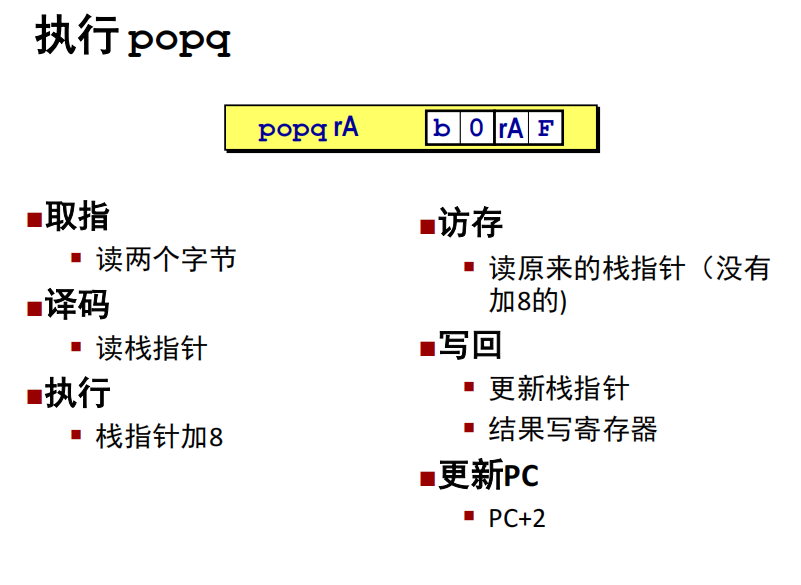 执行 popq
popq rA b 0 rA F
■取指
▪ 读两个字节
■译码
▪ 读栈指针
■执行
▪ 栈指针加8
■访存
▪ 读原来的栈指针（没有
加8的)
■写回
▪ 更新栈指针
▪ 结果写寄存器
■更新PC
▪ PC+2